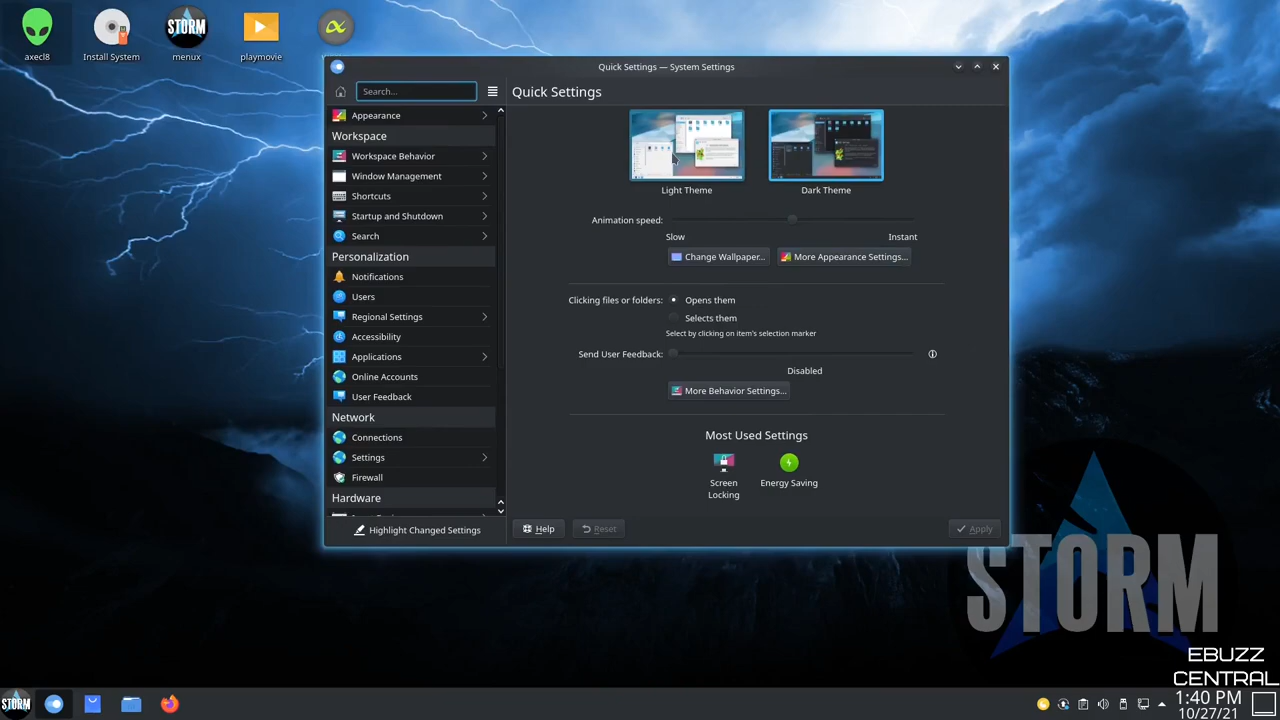 axecl8
Install System
STORM
menux
playmovie
Quick Settings — System Settings
Search...
Quick Settings
Appearance
Workspace
Workspace Behavior
Window Management
Shortcuts
Startup and Shutdown
Search
Personalization
Notifications
Users
Regional Settings
Accessibility
Applications
Online Accounts
User Feedback
Network
Connections
Settings
Firewall
Hardware
Highlight Changed Settings
Light Theme
Dark Theme
Animation speed:
Slow
Instant
Change Wallpaper...
More Appearance Settings...
Clicking files or folders:
Opens them
Selects them
Select by clicking on item's selection marker
Send User Feedback:
Disabled
More Behavior Settings...
Most Used Settings
Screen
Locking
Energy Saving
Help
Reset
Apply
STORM
EBUZZ
CENTRAL
STORM
1:40 PM
10/27/21